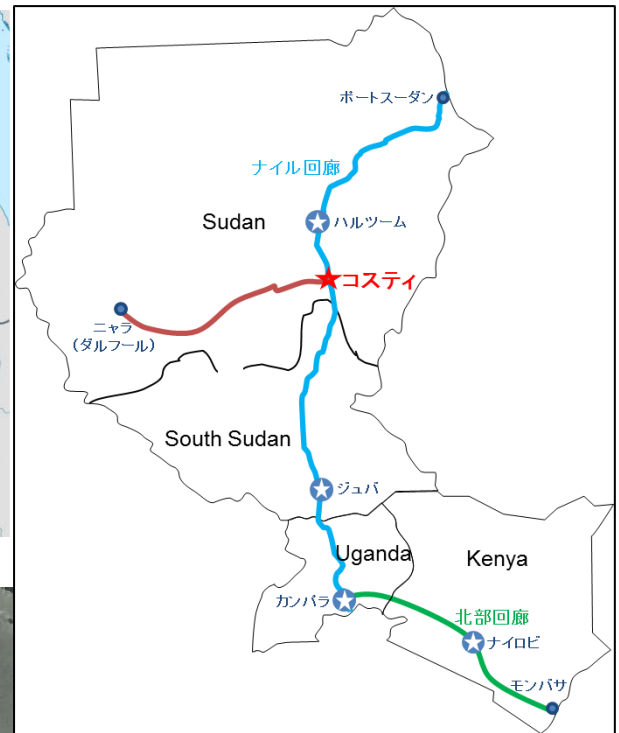 ポートスーダン
ナイル回廊
Sudan
ハルツーム
コスティ
ニャラ
（ダルフール）
South Sudan
ジュバ
Uganda
Kenya
カンパラ
北部回廊
ナイロビ
モンバサ